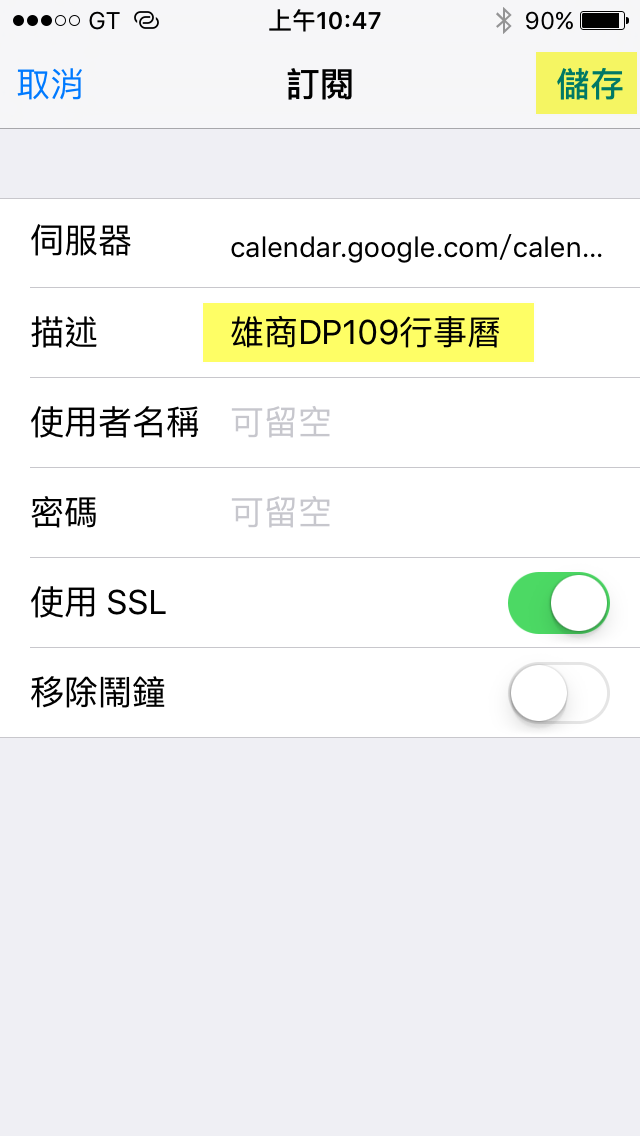 GT 上午10:47 90%
取消 訂閱 儲存
伺服器 calendar.google.com/calen...
描述 雄商DP109行事曆
使用者名稱 可留空
密碼 可留空
使用 SSL
移除鬧鐘